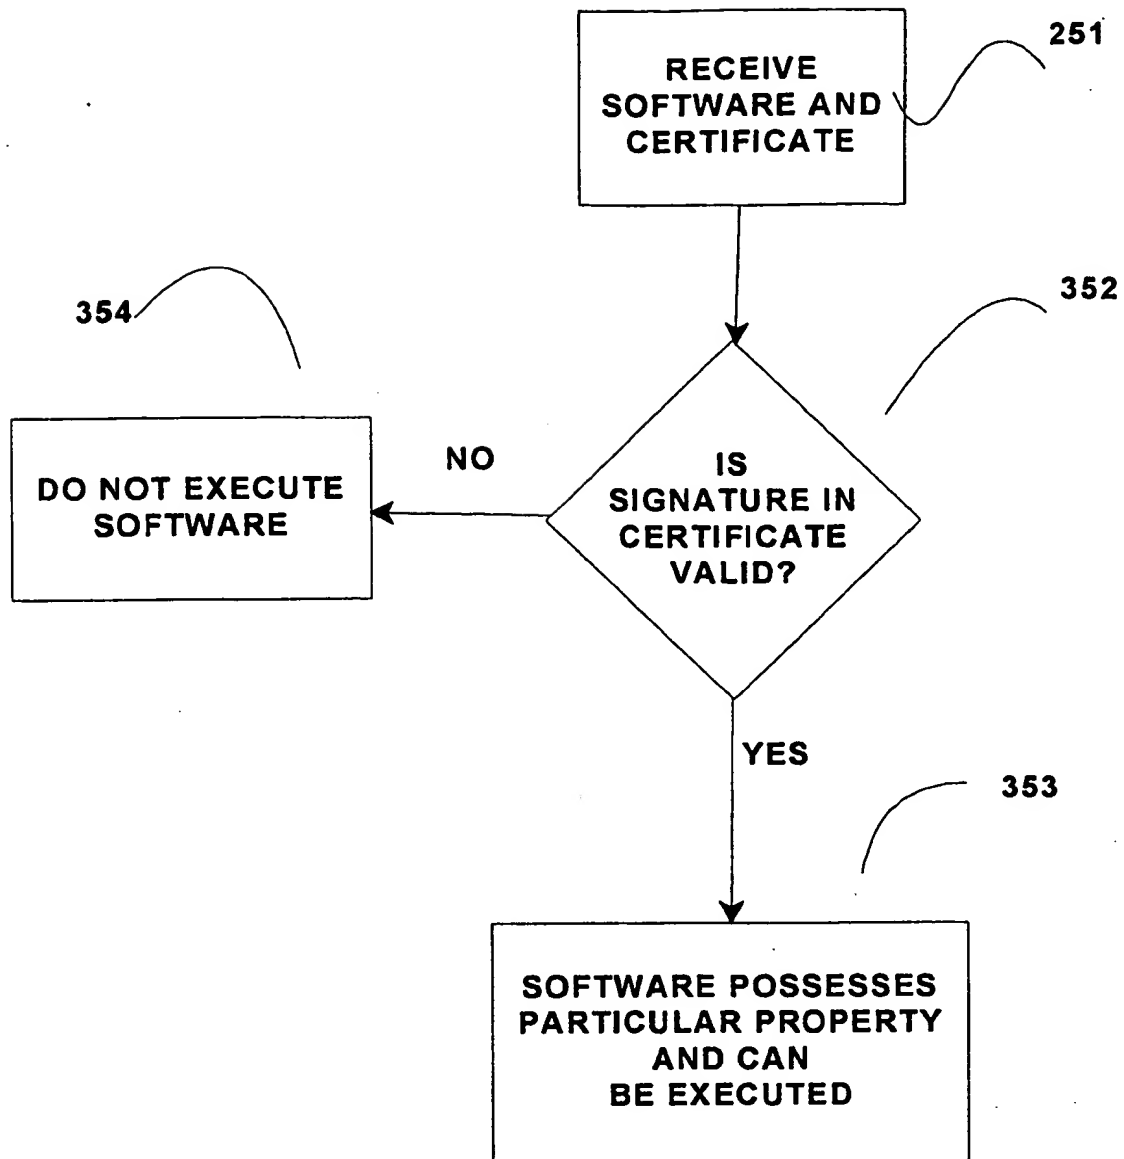 251
RECEIVE
SOFTWARE AND
CERTIFICATE
352
354
IS
SIGNATURE IN
CERTIFICATE
VALID?
NO
DO NOT EXECUTE
SOFTWARE
YES
353
SOFTWARE POSSESSES
PARTICULAR PROPERTY
AND CAN
BE EXECUTED